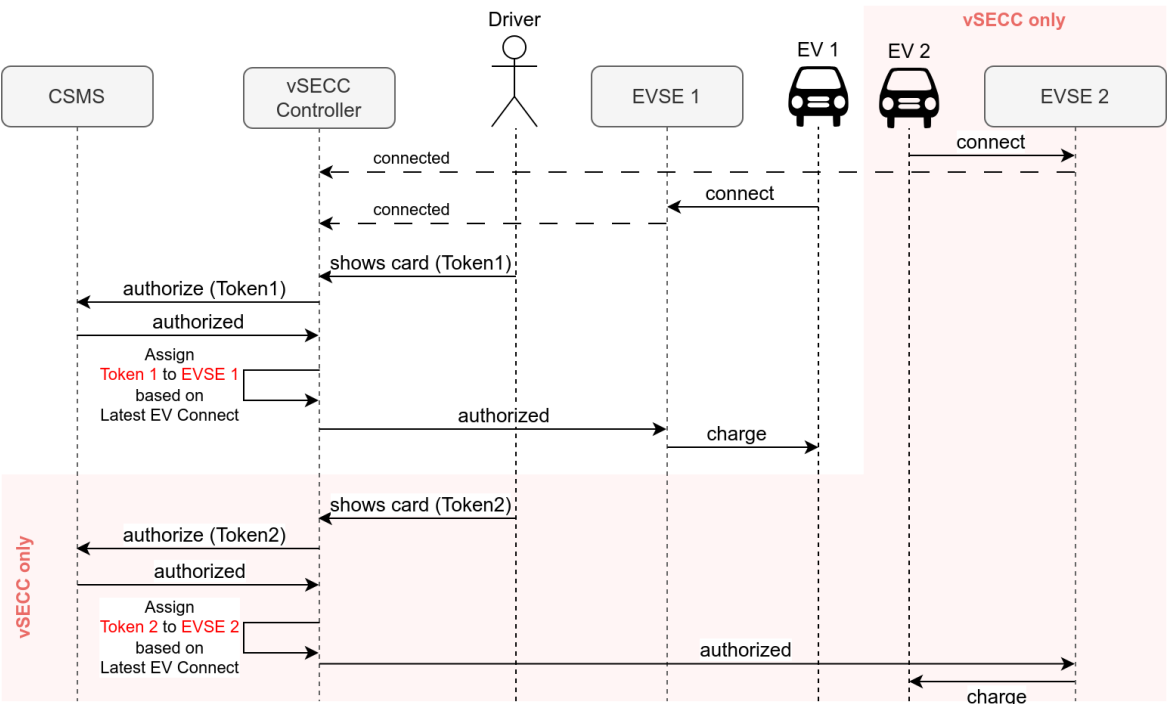 vSECC only
Driver
EV 1
EV 2
CSMS
vSECC
Controller
EVSE 1
EVSE 2
connect
connected
connect
connected
shows card (Token1)
authorize (Token1)
authorized
Assign
Token 1 to EVSE 1
based on
Latest EV Connect
authorized
charge
shows card (Token2)
authorize (Token2)
authorized
vSECC only
Assign
Token 2 to EVSE 2
based on
Latest EV Connect
authorized
charge